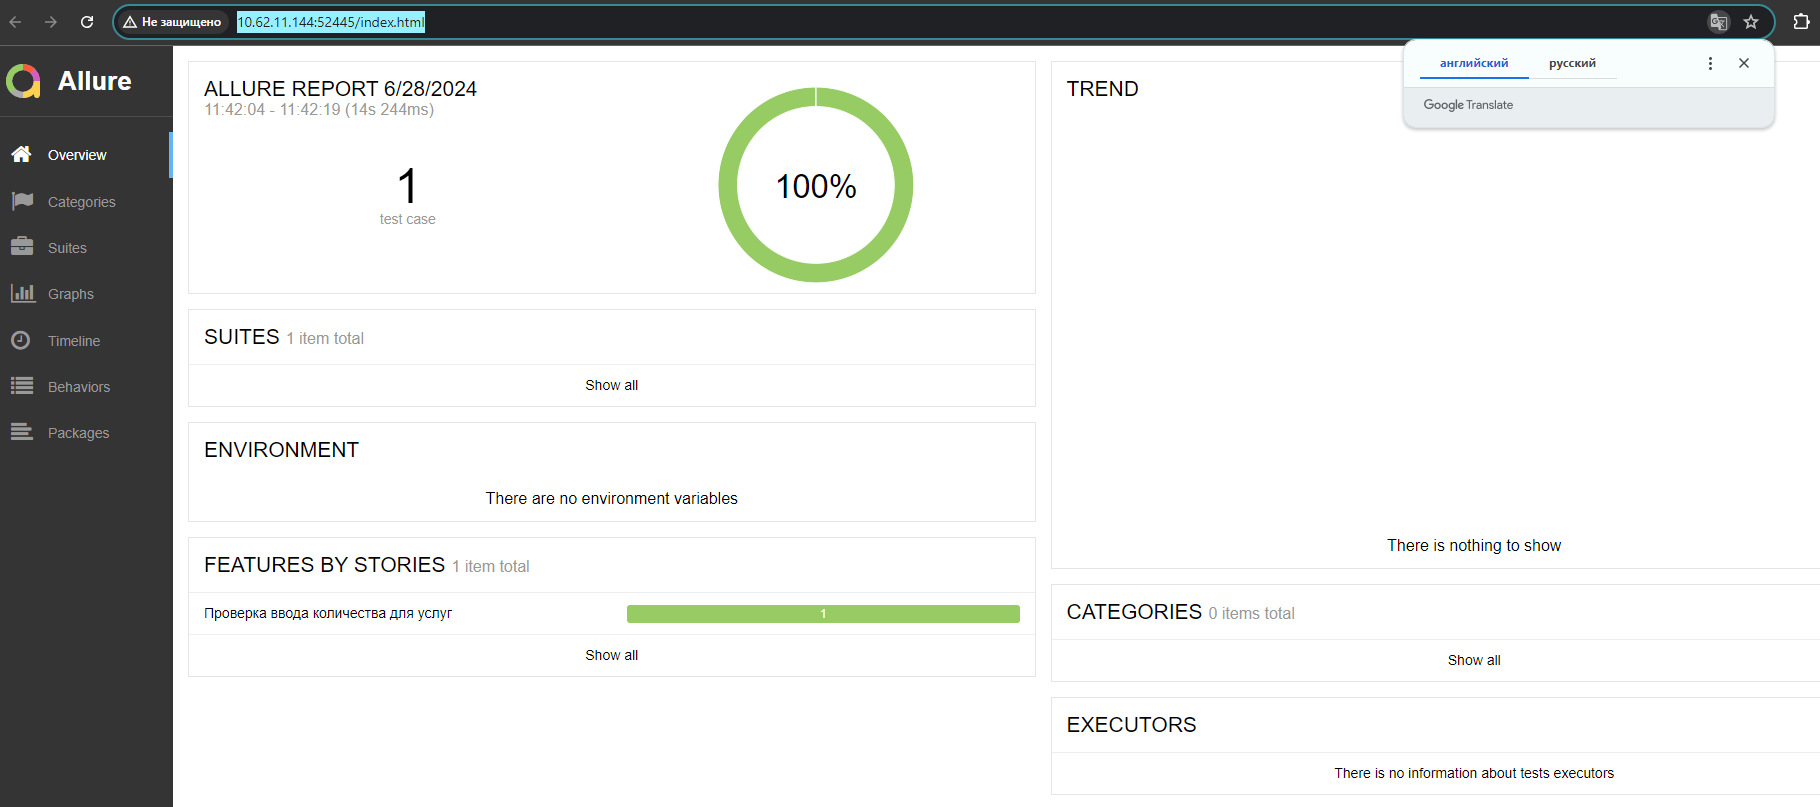 Не защищено
10.62.11.144:52445/index.html
английский
русский
Google Translate
Allure
Overview
Categories
Suites
Graphs
Timeline
Behaviors
Packages
ALLURE REPORT 6/28/2024
11:42:04 - 11:42:19 (14s 244ms)
1
test case
100%
SUITES 1 item total
Show all
ENVIRONMENT
There are no environment variables
FEATURES BY STORIES 1 item total
Проверка ввода количества для услуг
1
Show all
TREND
There is nothing to show
CATEGORIES 0 items total
Show all
EXECUTORS
There is no information about tests executors